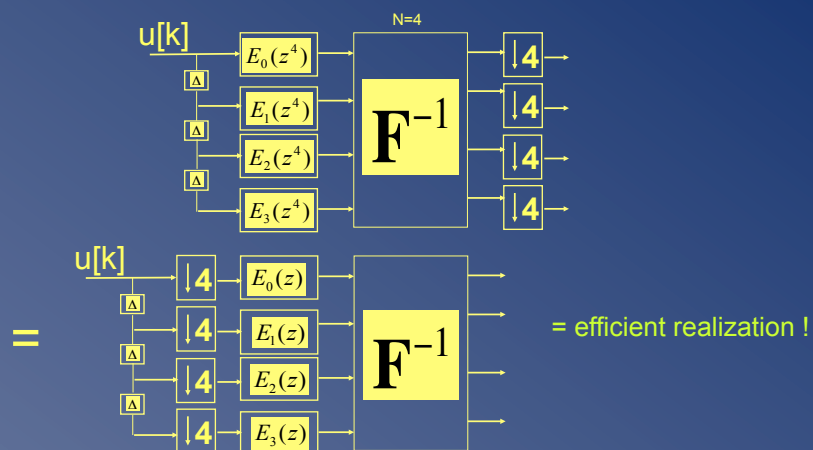 N=4
u[k]
E₀(z⁴) ↓4
Δ
E₁(z⁴) ↓4
Δ
F⁻¹
E₂(z⁴) ↓4
Δ
E₃(z⁴) ↓4
u[k]
↓4 E₀(z)
Δ
= ↓4 E₁(z) = efficient realization !
Δ
F⁻¹
↓4 E₂(z)
Δ
↓4 E₃(z)